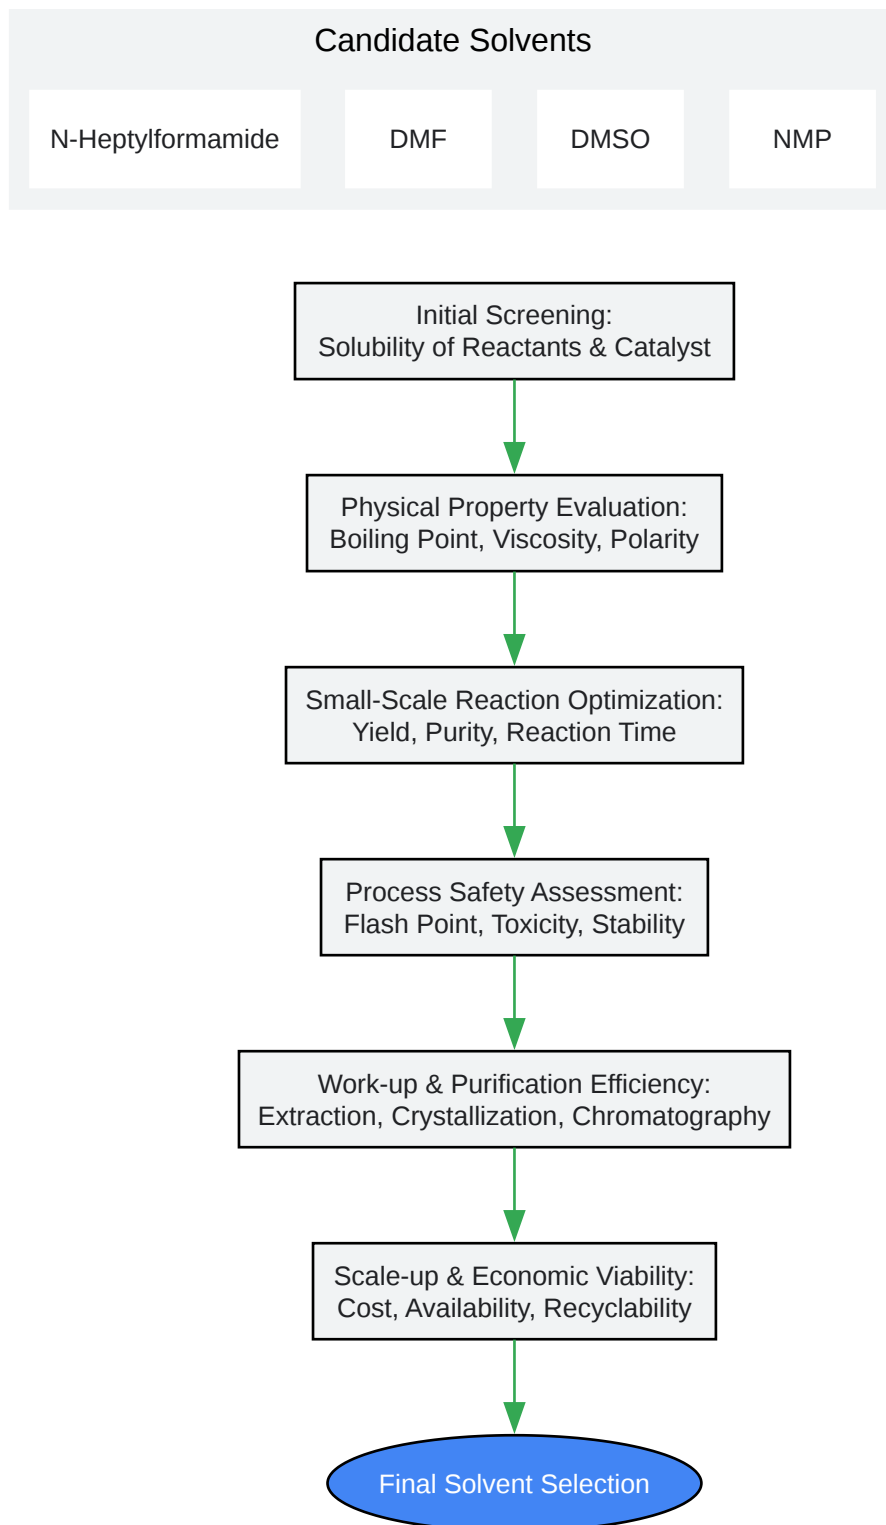 Candidate Solvents
N-Heptylformamide
DMF
DMSO
NMP
Initial Screening:
Solubility of Reactants & Catalyst
Physical Property Evaluation:
Boiling Point, Viscosity, Polarity
Small-Scale Reaction Optimization:
Yield, Purity, Reaction Time
Process Safety Assessment:
Flash Point, Toxicity, Stability
Work-up & Purification Efficiency:
Extraction, Crystallization, Chromatography
Scale-up & Economic Viability:
Cost, Availability, Recyclability
Final Solvent Selection